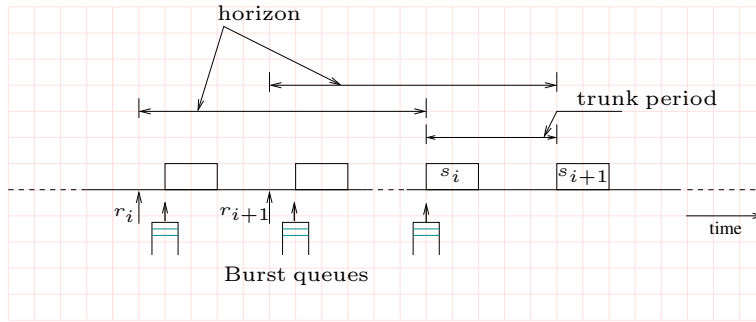 horizon
trunk period
s_i
s_{i+1}
r_i
r_{i+1}
time
Burst queues